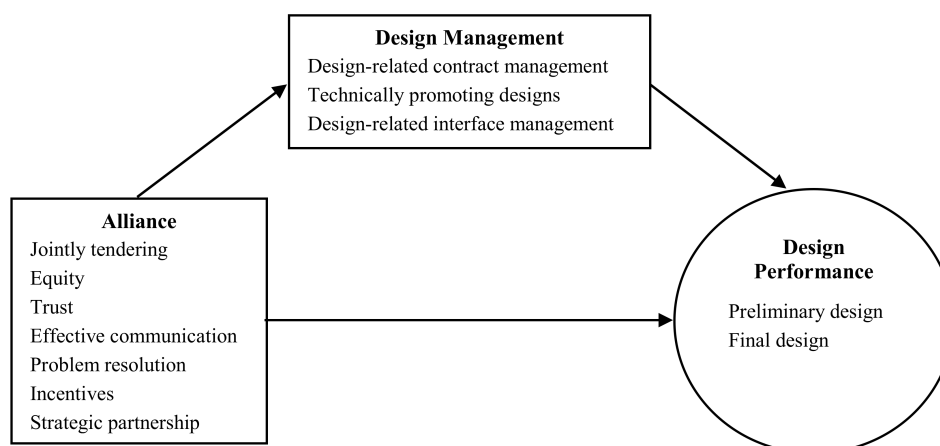 Design Management
Design-related contract management
Technically promoting designs
Design-related interface management
Alliance
Jointly tendering
Equity
Trust
Effective communication
Problem resolution
Incentives
Strategic partnership
Design
Performance
Preliminary design
Final design